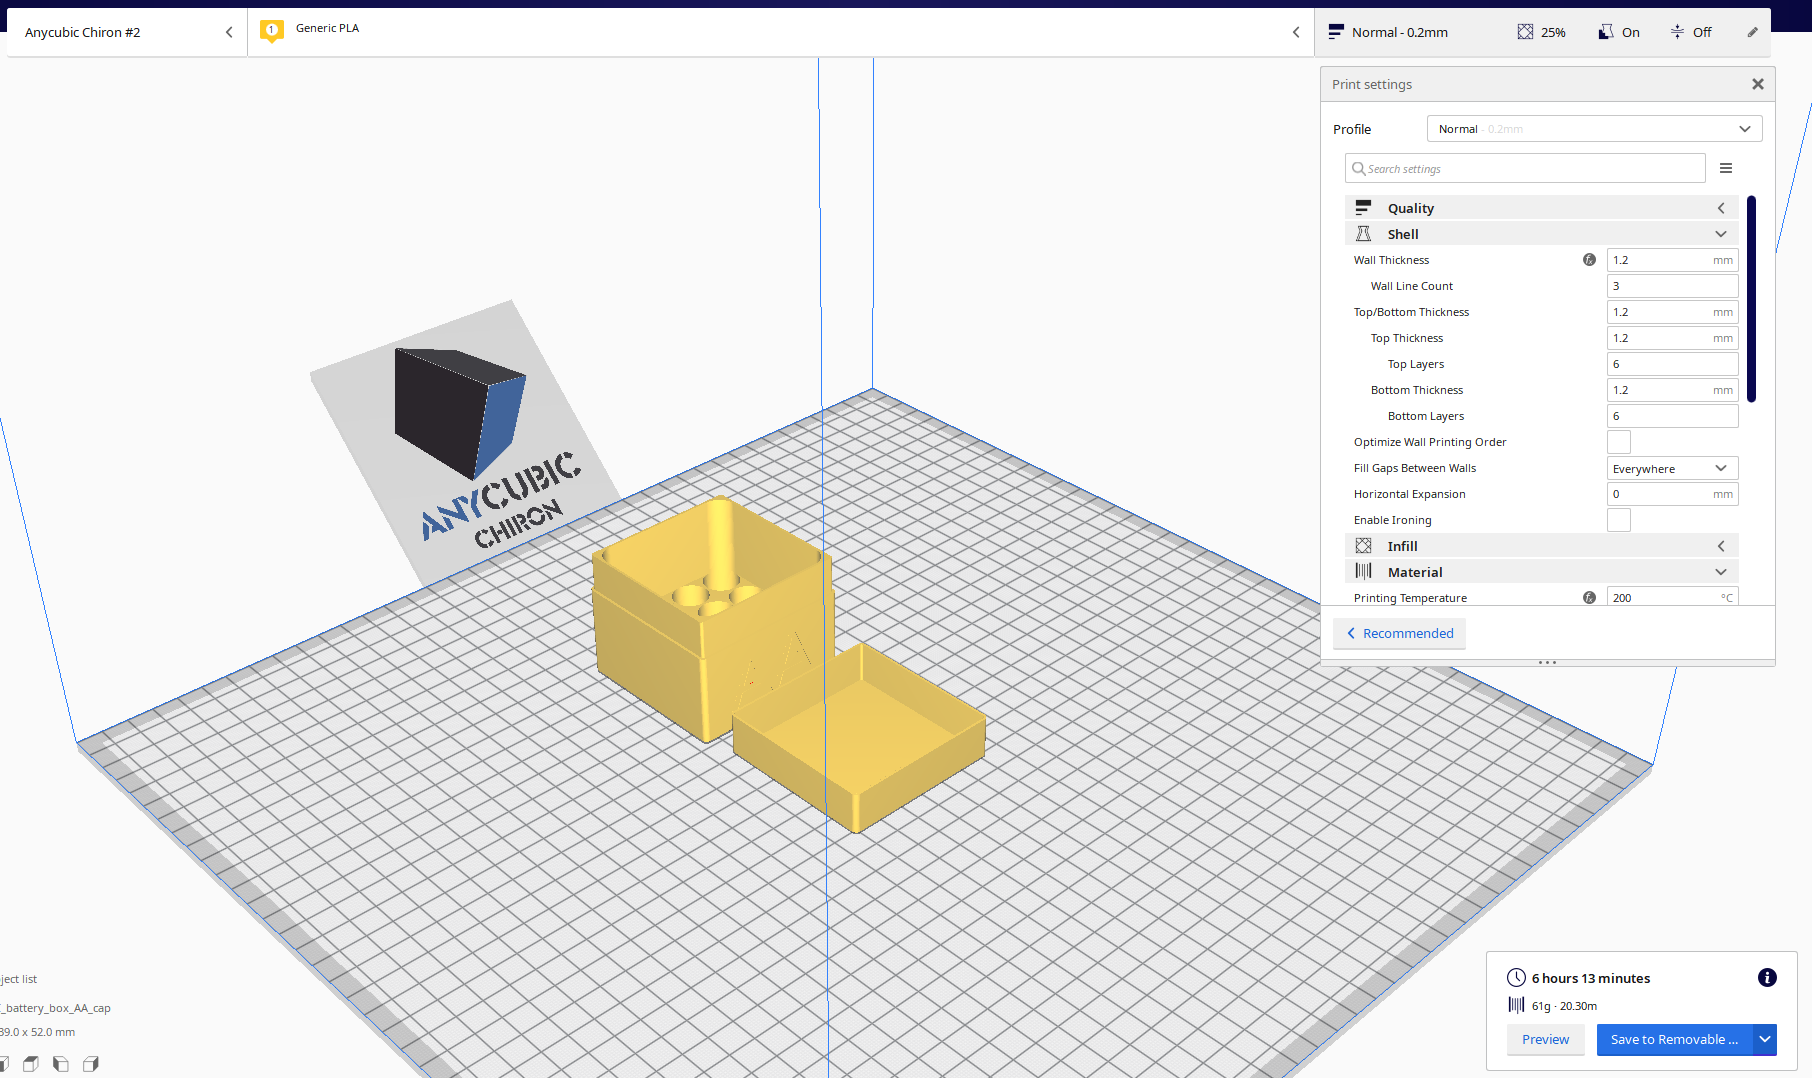 Anycubic Chiron #2
1
Generic PLA
Normal - 0.2mm
25%
On
Off
Print settings
Profile
Normal - 0.2mm
Search settings
Quality
Shell
Wall Thickness
1.2 mm
Wall Line Count
3
Top/Bottom Thickness
1.2 mm
Top Thickness
1.2 mm
Top Layers
6
Bottom Thickness
1.2 mm
Bottom Layers
6
Optimize Wall Printing Order
Fill Gaps Between Walls
Everywhere
Horizontal Expansion
0 mm
Enable Ironing
Infill
Material
Printing Temperature
200 °C
Recommended
ANYCUBIC
CHIRON
ject list
_battery_box_AA_cap
39.0 x 52.0 mm
6 hours 13 minutes
61g · 20.30m
Preview
Save to Removable ...